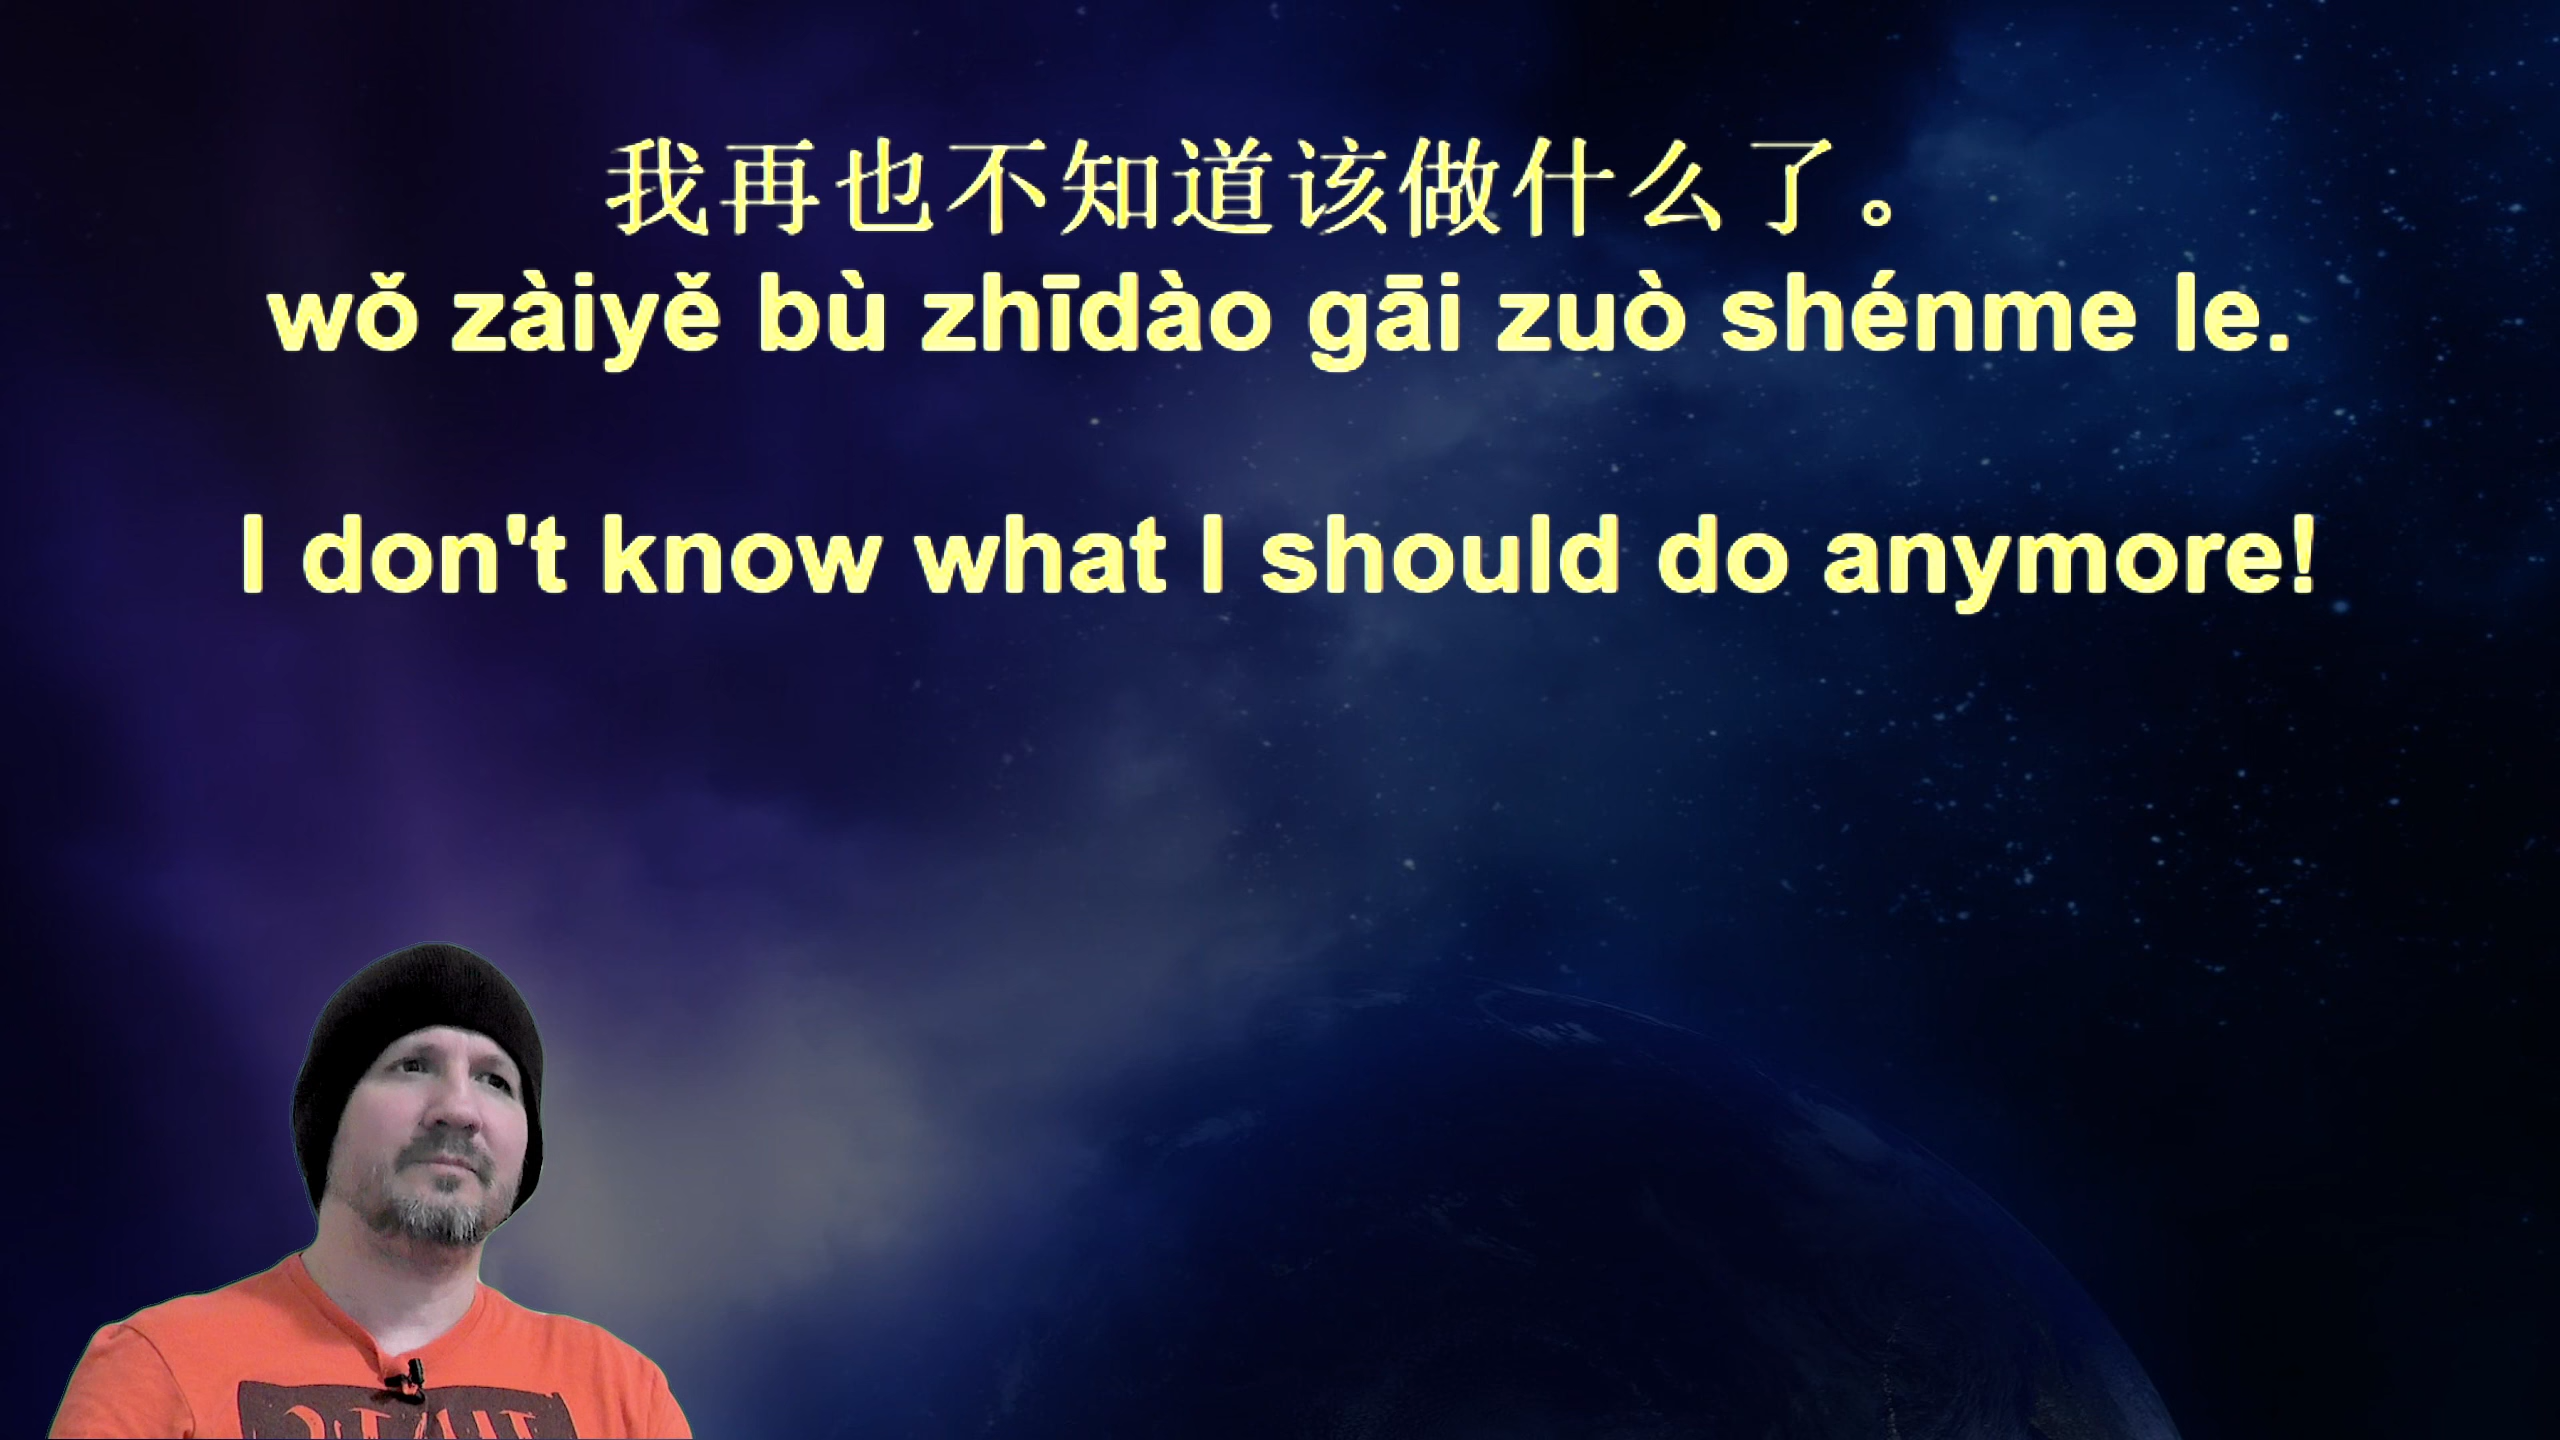 我再也不知道该做什么了。
wǒ zàiyě bù zhīdào gāi zuò shénme le.
I don't know what I should do anymore!